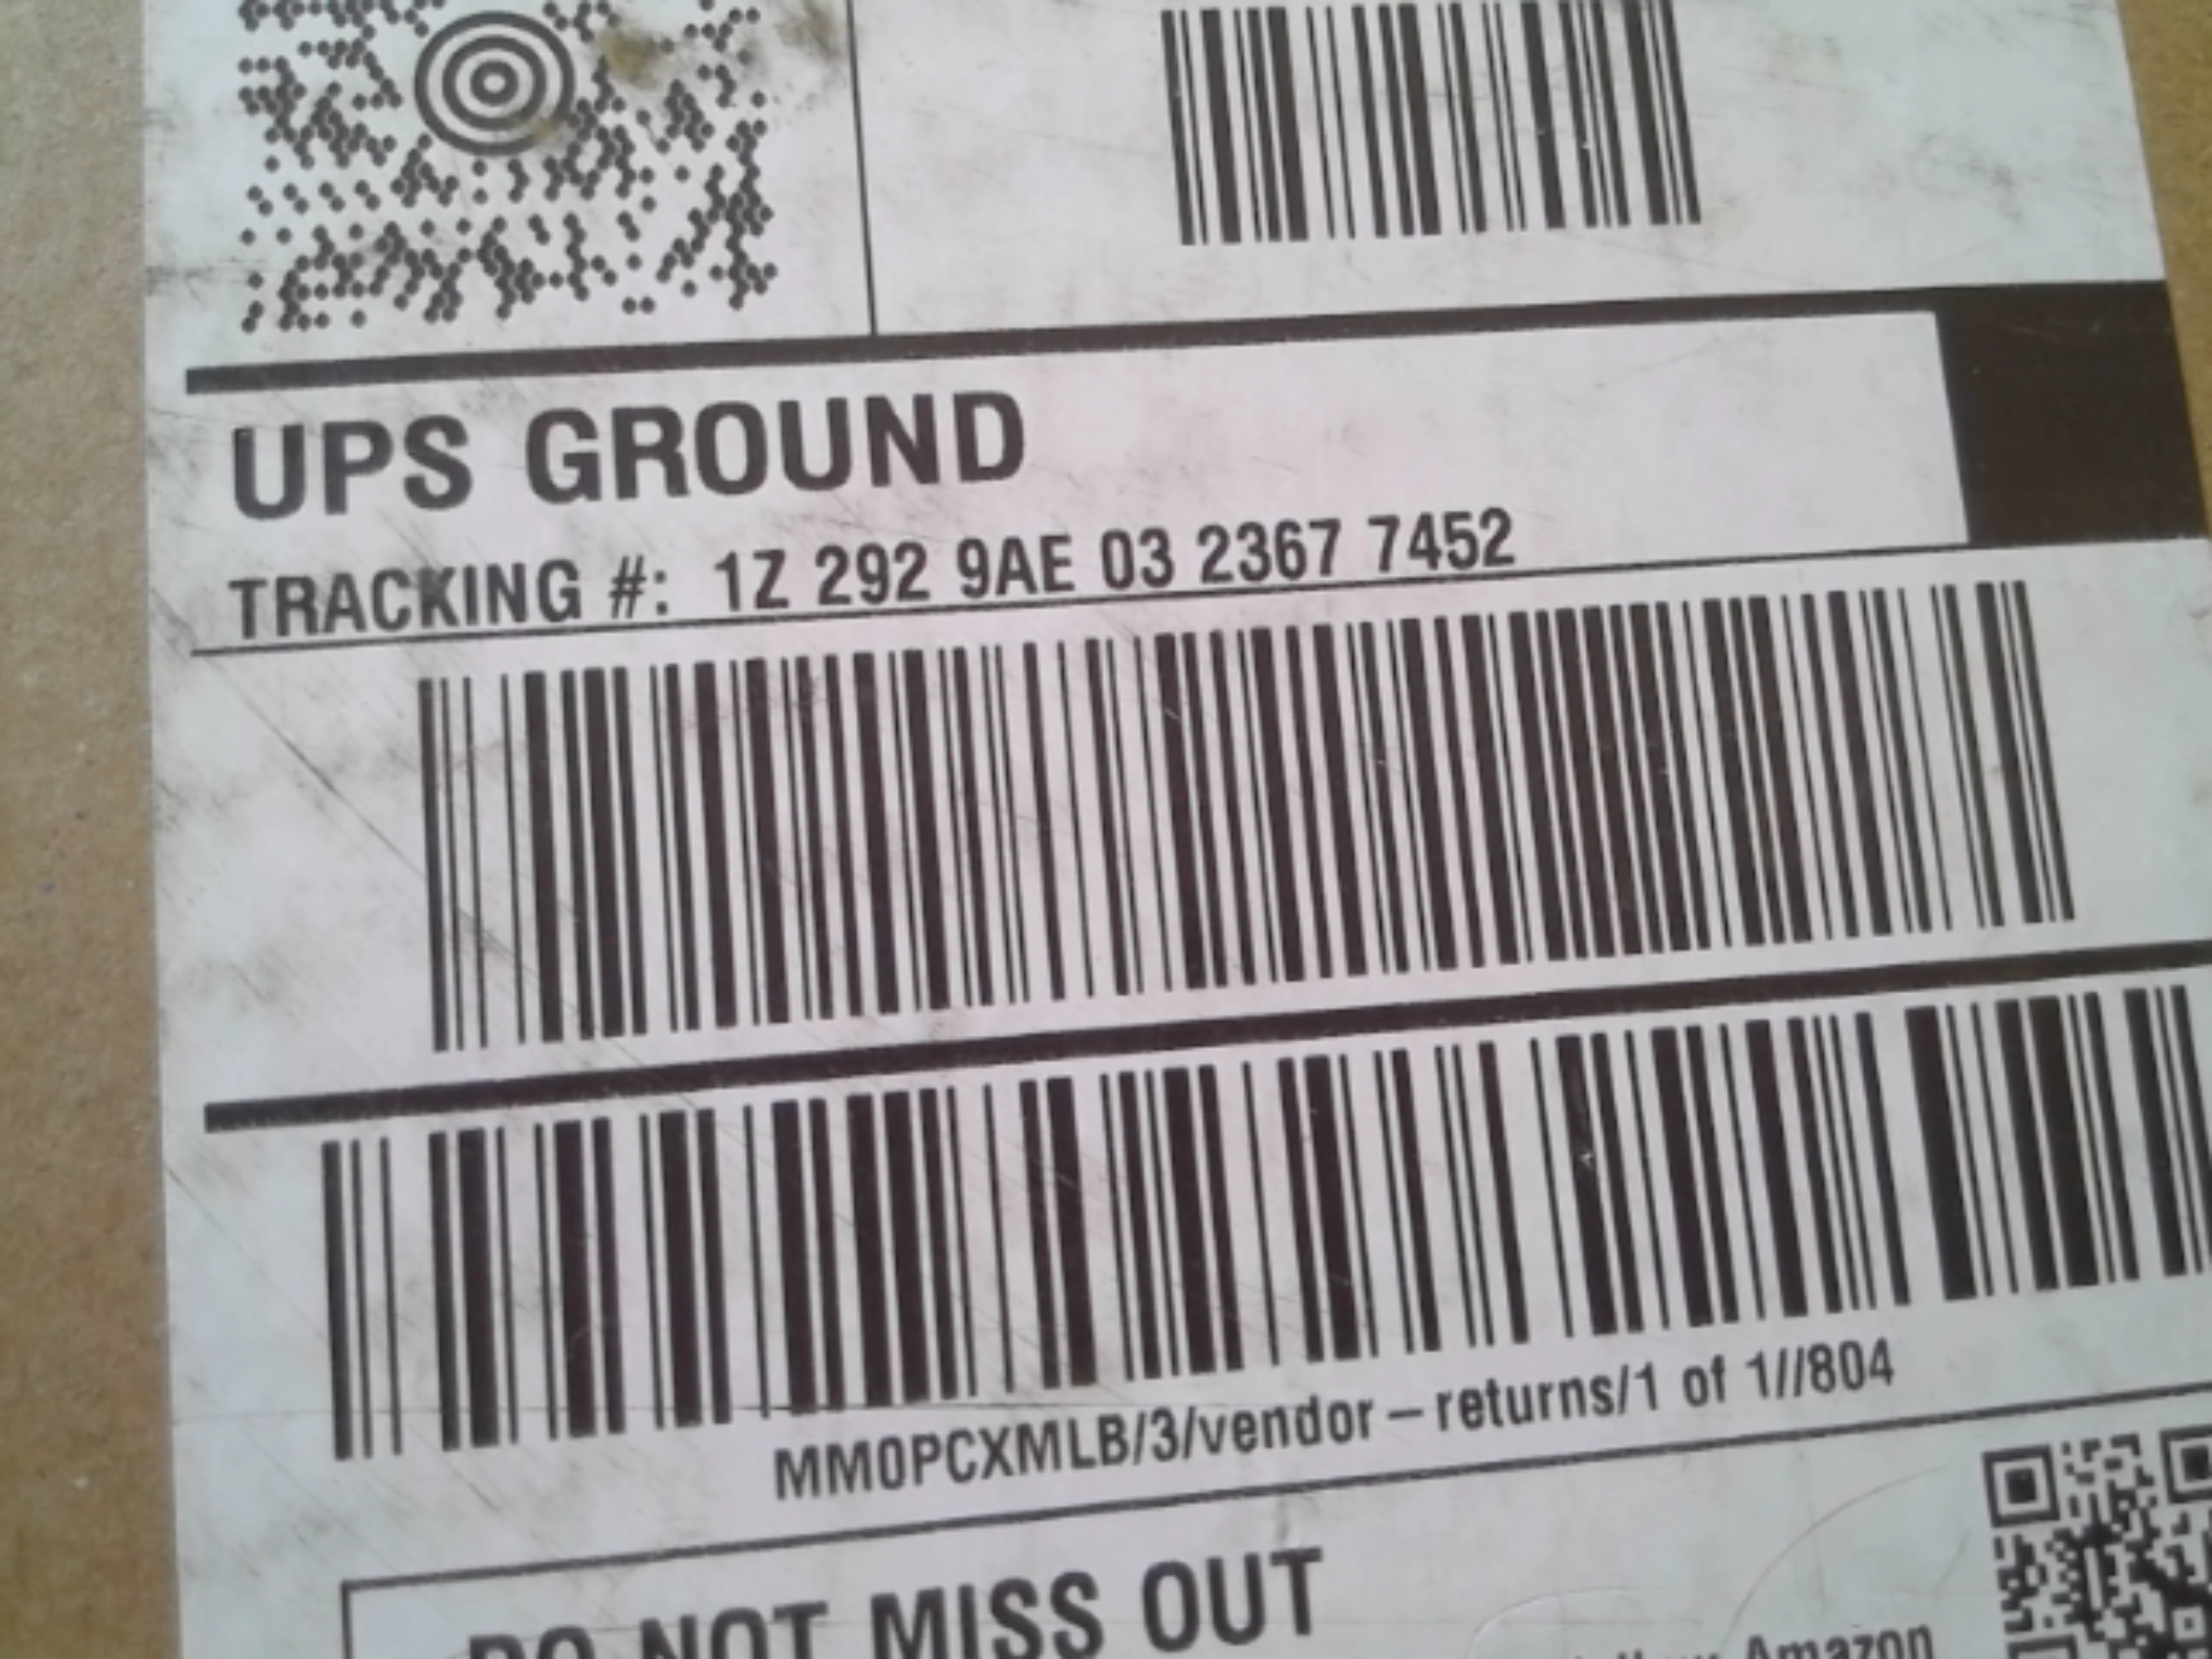 UPS GROUND
TRACKING #: 1Z 292 9AE 03 2367 7452
MM0PCXMLB/3/vendor-returns/1 of 1//804
DO NOT MISS OUT
Amazon